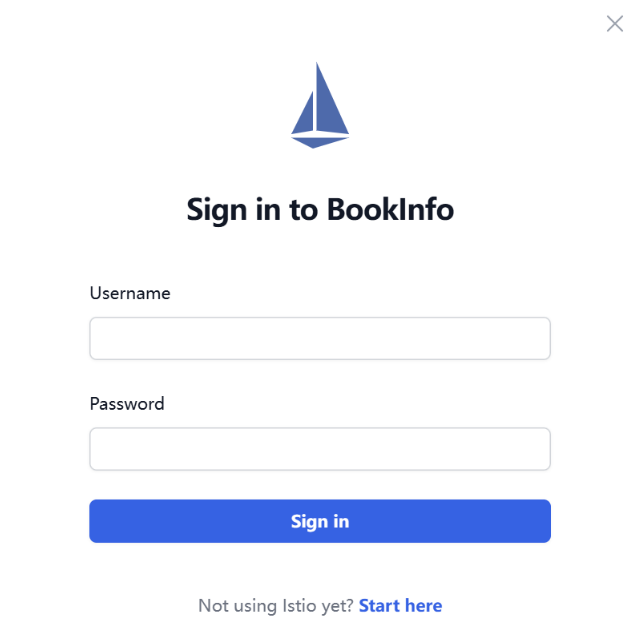 Sign in to BookInfo
Username
Password
Sign in
Not using Istio yet? Start here